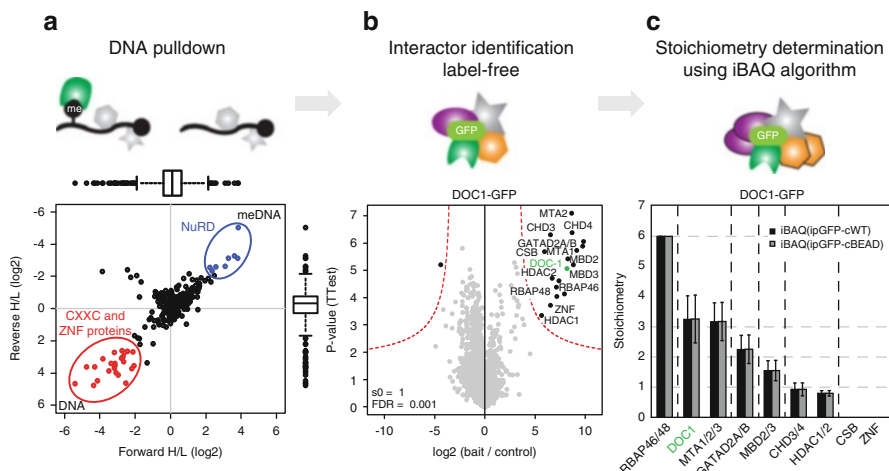 a
DNA pulldown
me
meDNA
NuRD
CXXC and
ZNF proteins
DNA
Reverse H/L (log2)
-6
-4
-2
0
2
4
6
-6
-4
-2
0
2
4
6
Forward H/L (log2)
b
Interactor identification
label-free
GFP
DOC1-GFP
P-value (TTest)
7
6
5
4
3
2
1
0
MTA2
CHD3
CHD4
GATAD2A/B
CSB
MTA1
MBD2
DOC-1
HDAC2
MBD3
RBAP48
RBAP46
ZNF
HDAC1
s0 = 1
FDR = 0.001
-10
-5
0
5
10
log2 (bait / control)
c
Stoichiometry determination
using iBAQ algorithm
GFP
DOC1-GFP
iBAQ(ipGFP-cWT)
iBAQ(ipGFP-cBEAD)
Stoichiometry
7
6
5
4
3
2
1
0
RBAP46/48
DOC1
MTA1/2/3
GATAD2A/B
MBD2/3
CHD3/4
HDAC1/2
CSB
ZNF